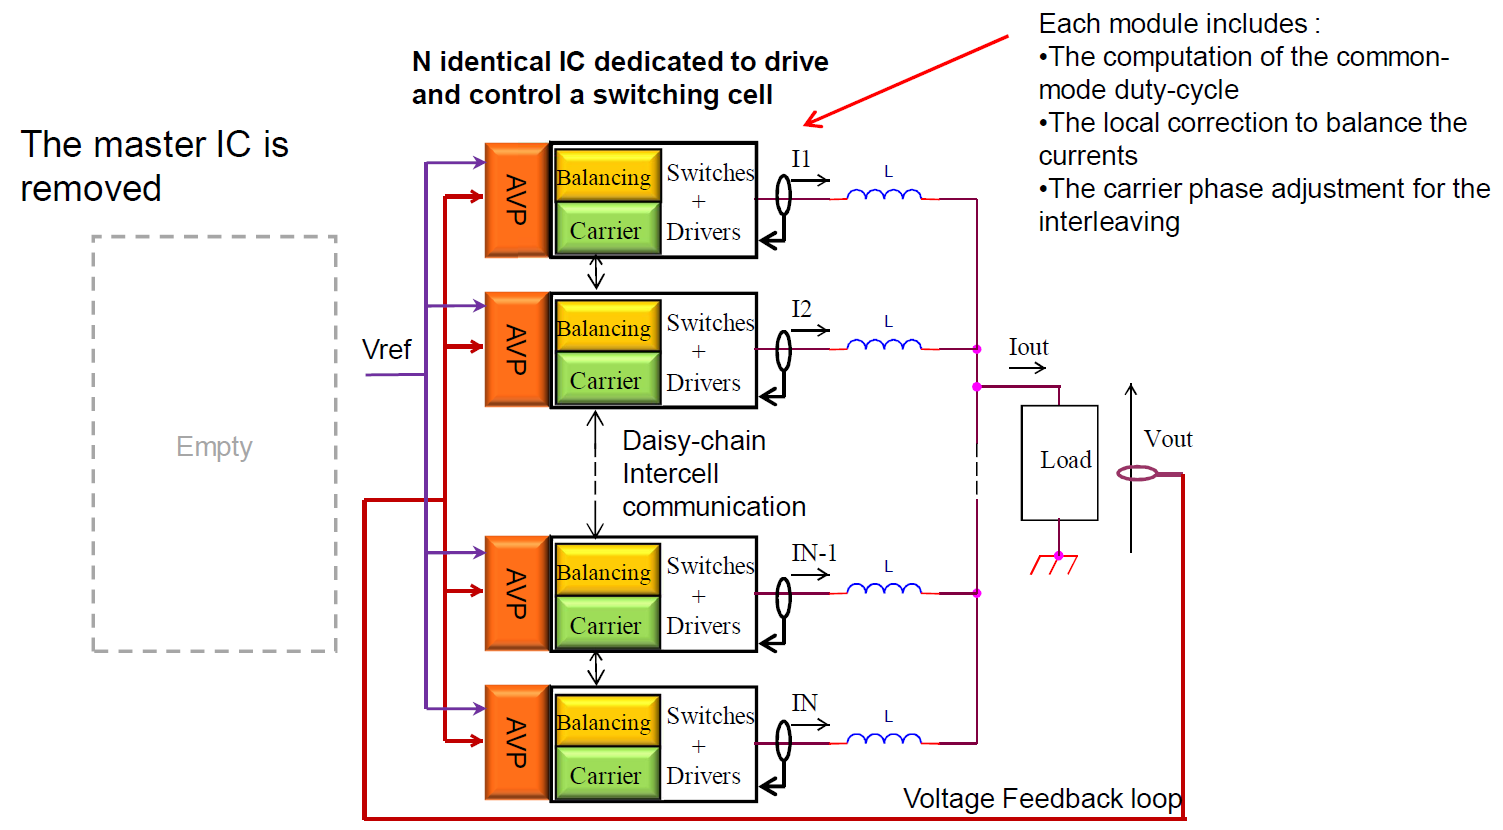 Each module includes :
•The computation of the common-
mode duty-cycle
•The local correction to balance the
currents
•The carrier phase adjustment for the
interleaving
N identical IC dedicated to drive
and control a switching cell
The master IC is
removed
Empty
Vref
AVP
Balancing
Carrier
Switches
+
Drivers
I1
L
AVP
Balancing
Carrier
Switches
+
Drivers
I2
L
Daisy-chain
Intercell
communication
AVP
Balancing
Carrier
Switches
+
Drivers
IN-1
L
AVP
Balancing
Carrier
Switches
+
Drivers
IN
L
Iout
Load
Vout
Voltage Feedback loop